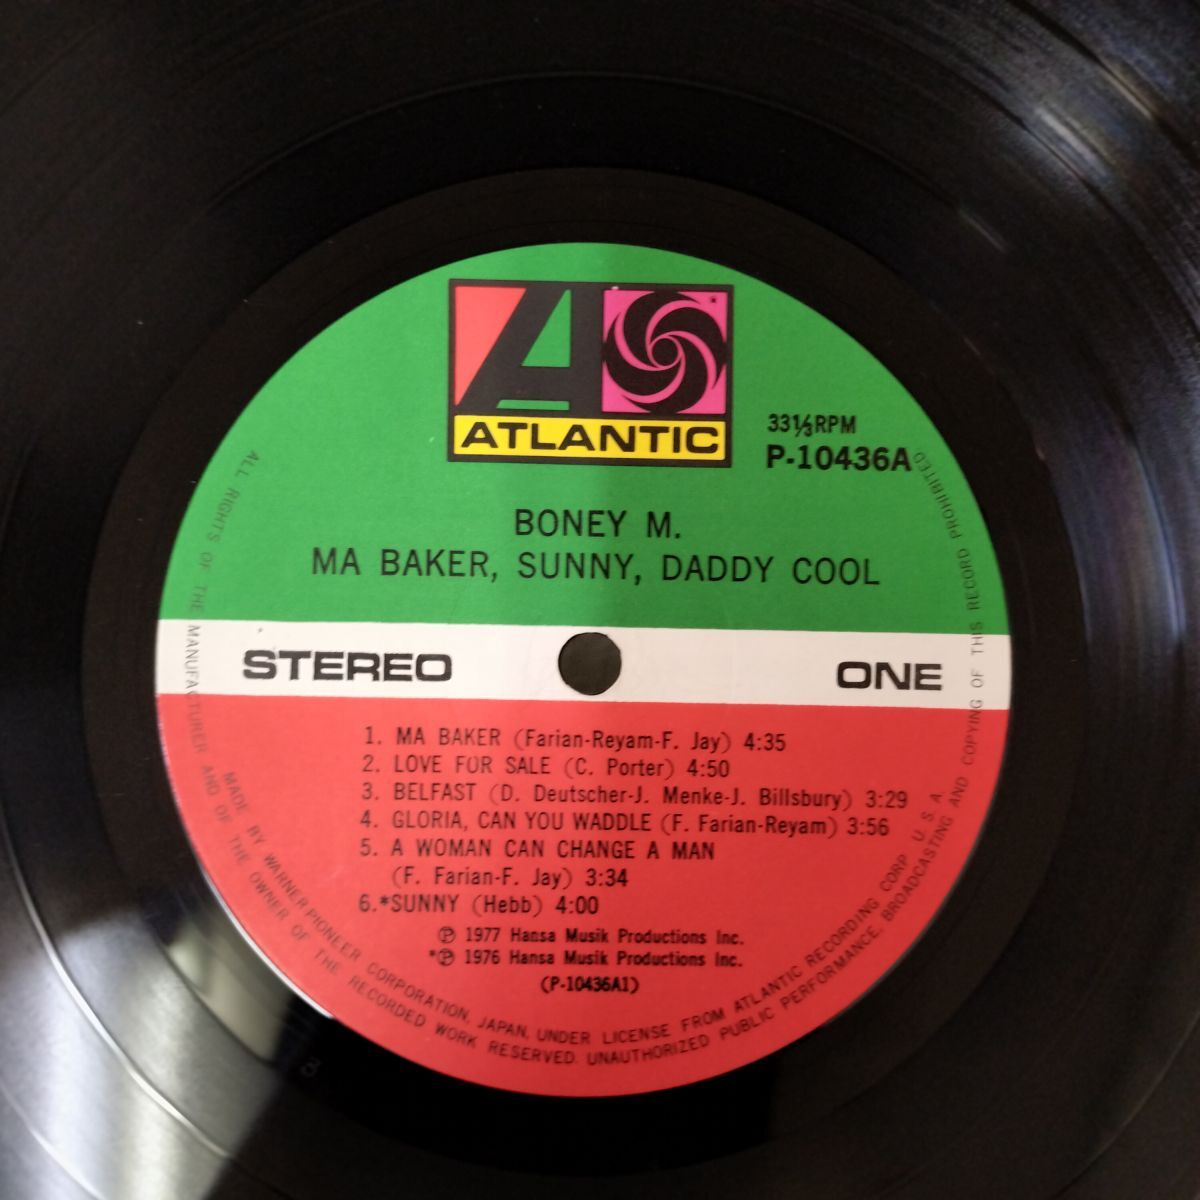 ATLANTIC
33⅓RPM
P-10436A
BONEY M.
MA BAKER, SUNNY, DADDY COOL
STEREO
ONE
1. MA BAKER (Farian-Reyam-F. Jay) 4:35
2. LOVE FOR SALE (C. Porter) 4:50
3. BELFAST (D. Deutscher-J. Menke-J. Billsbury) 3:29
4. GLORIA, CAN YOU WADDLE (F. Farian-Reyam) 3:56
5. A WOMAN CAN CHANGE A MAN
(F. Farian-F. Jay) 3:34
6.*SUNNY (Hebb) 4:00
℗ 1977 Hansa Musik Productions Inc.
*℗ 1976 Hansa Musik Productions Inc.
(P-10436A1)
MADE BY WARNER-PIONEER CORPORATION, JAPAN, UNDER LICENSE FROM ATLANTIC RECORDING CORP. U.S.A.
ALL RIGHTS OF THE MANUFACTURER AND OF THE OWNER OF THE RECORDED WORK RESERVED. UNAUTHORIZED PUBLIC PERFORMANCE, BROADCASTING AND COPYING OF THIS RECORD PROHIBITED